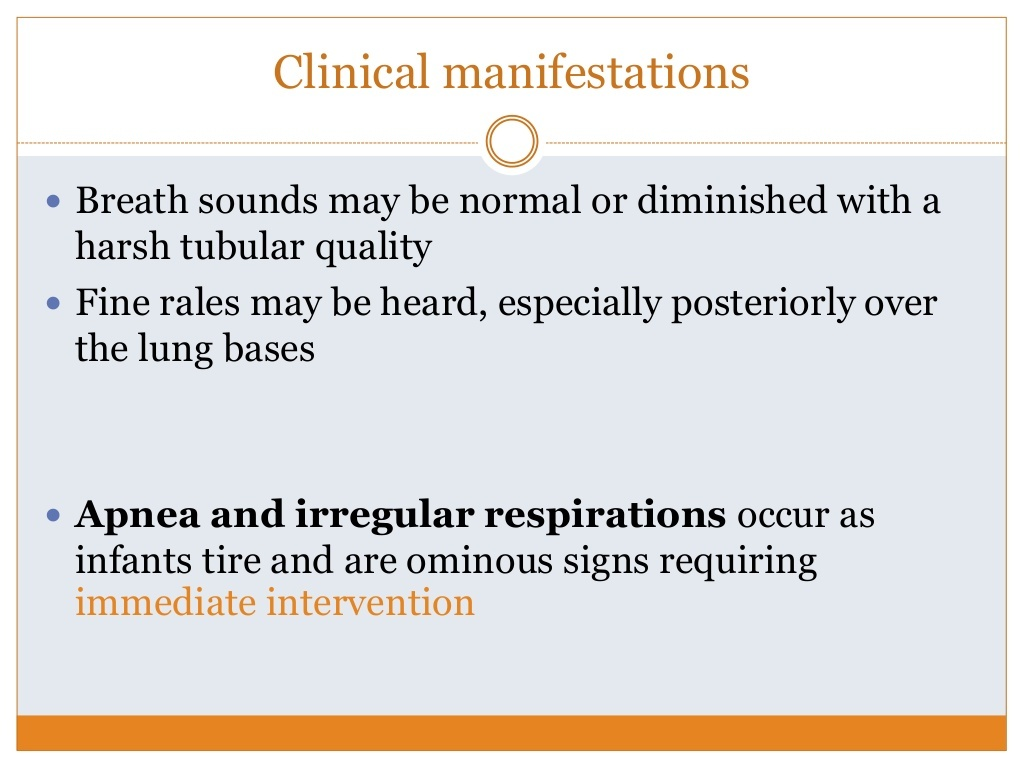 Clinical manifestations
• Breath sounds may be normal or diminished with a
harsh tubular quality
• Fine rales may be heard, especially posteriorly over
the lung bases
• Apnea and irregular respirations occur as
infants tire and are ominous signs requiring
immediate intervention